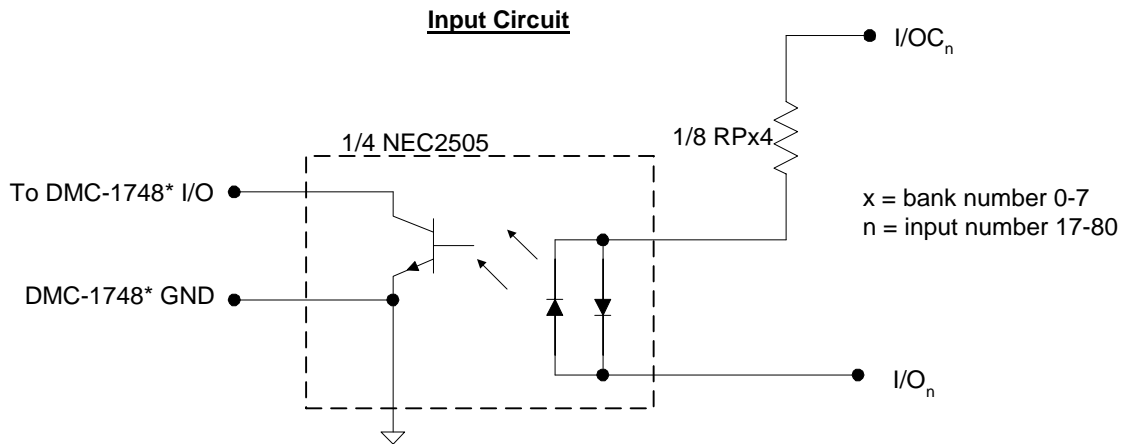 Input Circuit
I/OCₙ
1/4 NEC2505
1/8 RPx4
To DMC-1748* I/O
x = bank number 0-7
n = input number 17-80
DMC-1748* GND
I/Oₙ